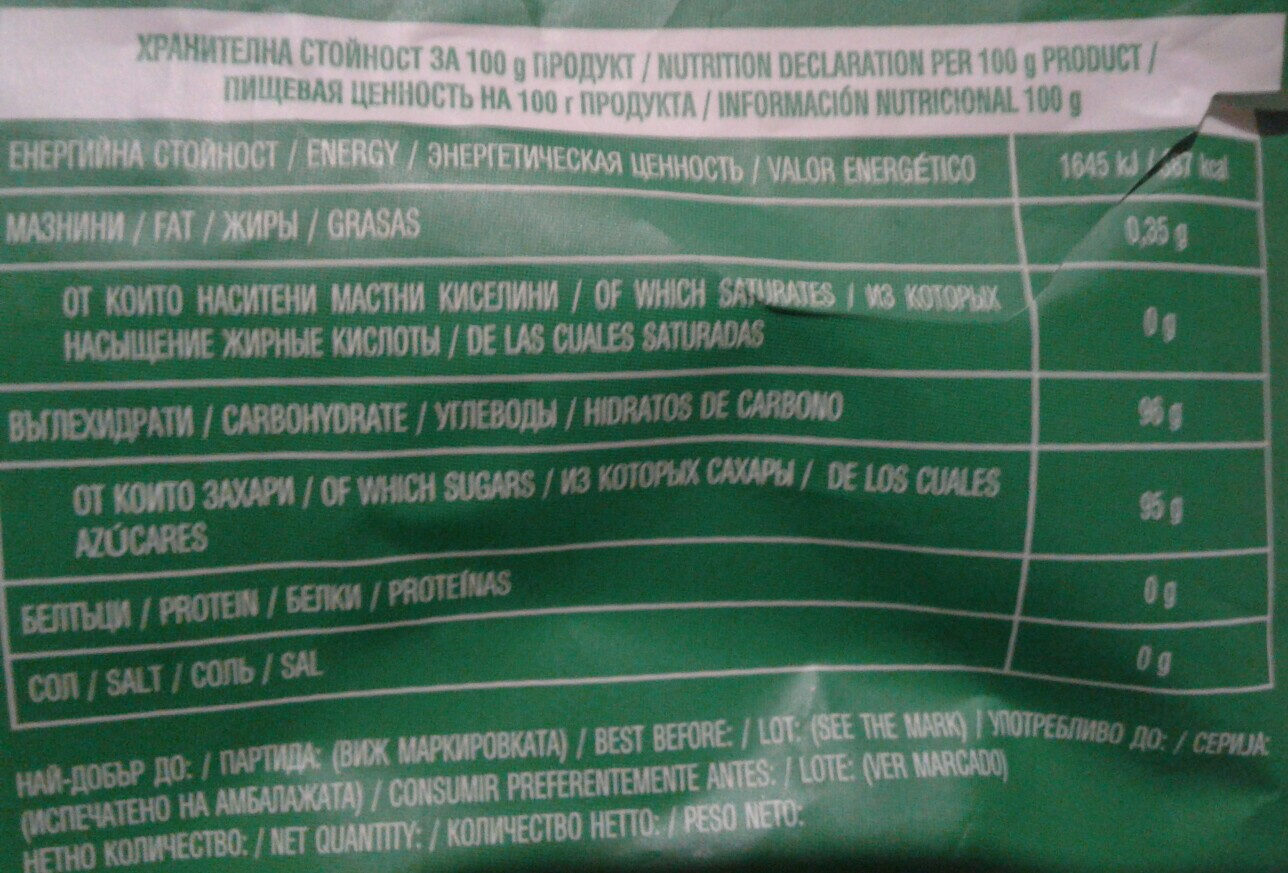 ХРАНИТЕЛНА СТОЙНОСТ ЗА 100 g ПРОДУКТ / NUTRITION DECLARATION PER 100 g PRODUCT /
ПИЩЕВАЯ ЦЕННОСТЬ НА 100 г ПРОДУКТА / INFORMACIÓN NUTRICIONAL 100 g
ЕНЕРГИЙНА СТОЙНОСТ / ENERGY / ЭНЕРГЕТИЧЕСКАЯ ЦЕННОСТЬ / VALOR ENERGÉTICO 1645 kJ / kcal
МАЗНИНИ / FAT / ЖИРЫ / GRASAS 0,35 g
ОТ КОИТО НАСИТЕНИ МАСТНИ КИСЕЛИНИ / OF WHICH SATURATES / ИЗ КОТОРЫХ
НАСЫЩЕНИЕ ЖИРНЫЕ КИСЛОТЫ / DE LAS CUALES SATURADAS 0 g
ВЪГЛЕХИДРАТИ / CARBOHYDRATE / УГЛЕВОДЫ / HIDRATOS DE CARBONO 96 g
ОТ КОИТО ЗАХАРИ / OF WHICH SUGARS / ИЗ КОТОРЫХ САХАРЫ / DE LOS CUALES
AZÚCARES 95 g
БЕЛТЪЦИ / PROTEIN / БЕЛКИ / PROTEÍNAS 0 g
СОЛ / SALT / СОЛЬ / SAL 0 g
НАЙ-ДОБЪР ДО: / ПАРТИДА: (ВИЖ МАРКИРОВКАТА) / BEST BEFORE: / LOT: (SEE THE MARK) / УПОТРЕБЛИВО ДО: / СЕРИЈА:
(ИСПЕЧАТЕНО НА АМБАЛАЖАТА) / CONSUMIR PREFERENTEMENTE ANTES: / LOTE: (VER MARCADO)
НЕТНО КОЛИЧЕСТВО: / NET QUANTITY: / КОЛИЧЕСТВО НЕТТО: / PESO NETO: